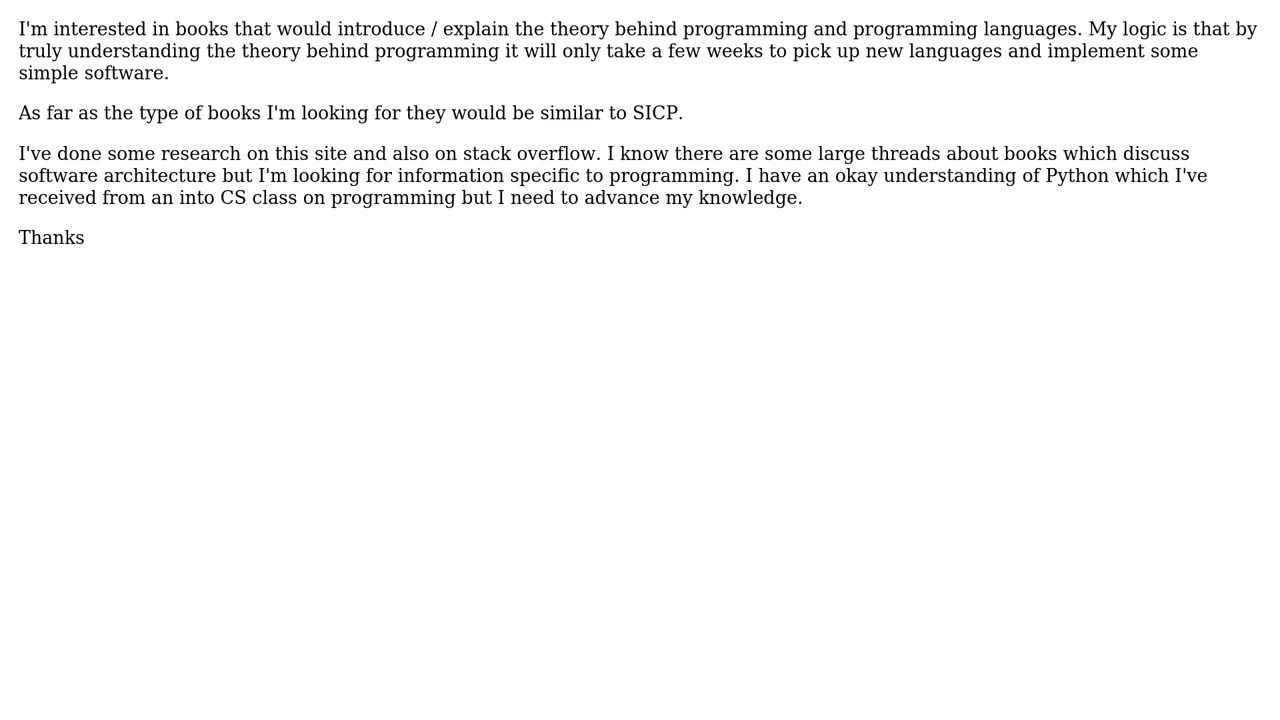 I'm interested in books that would introduce / explain the theory behind programming and programming languages. My logic is that by
truly understanding the theory behind programming it will only take a few weeks to pick up new languages and implement some
simple software.
As far as the type of books I'm looking for they would be similar to SICP.
I've done some research on this site and also on stack overflow. I know there are some large threads about books which discuss
software architecture but I'm looking for information specific to programming. I have an okay understanding of Python which I've
received from an into CS class on programming but I need to advance my knowledge.
Thanks